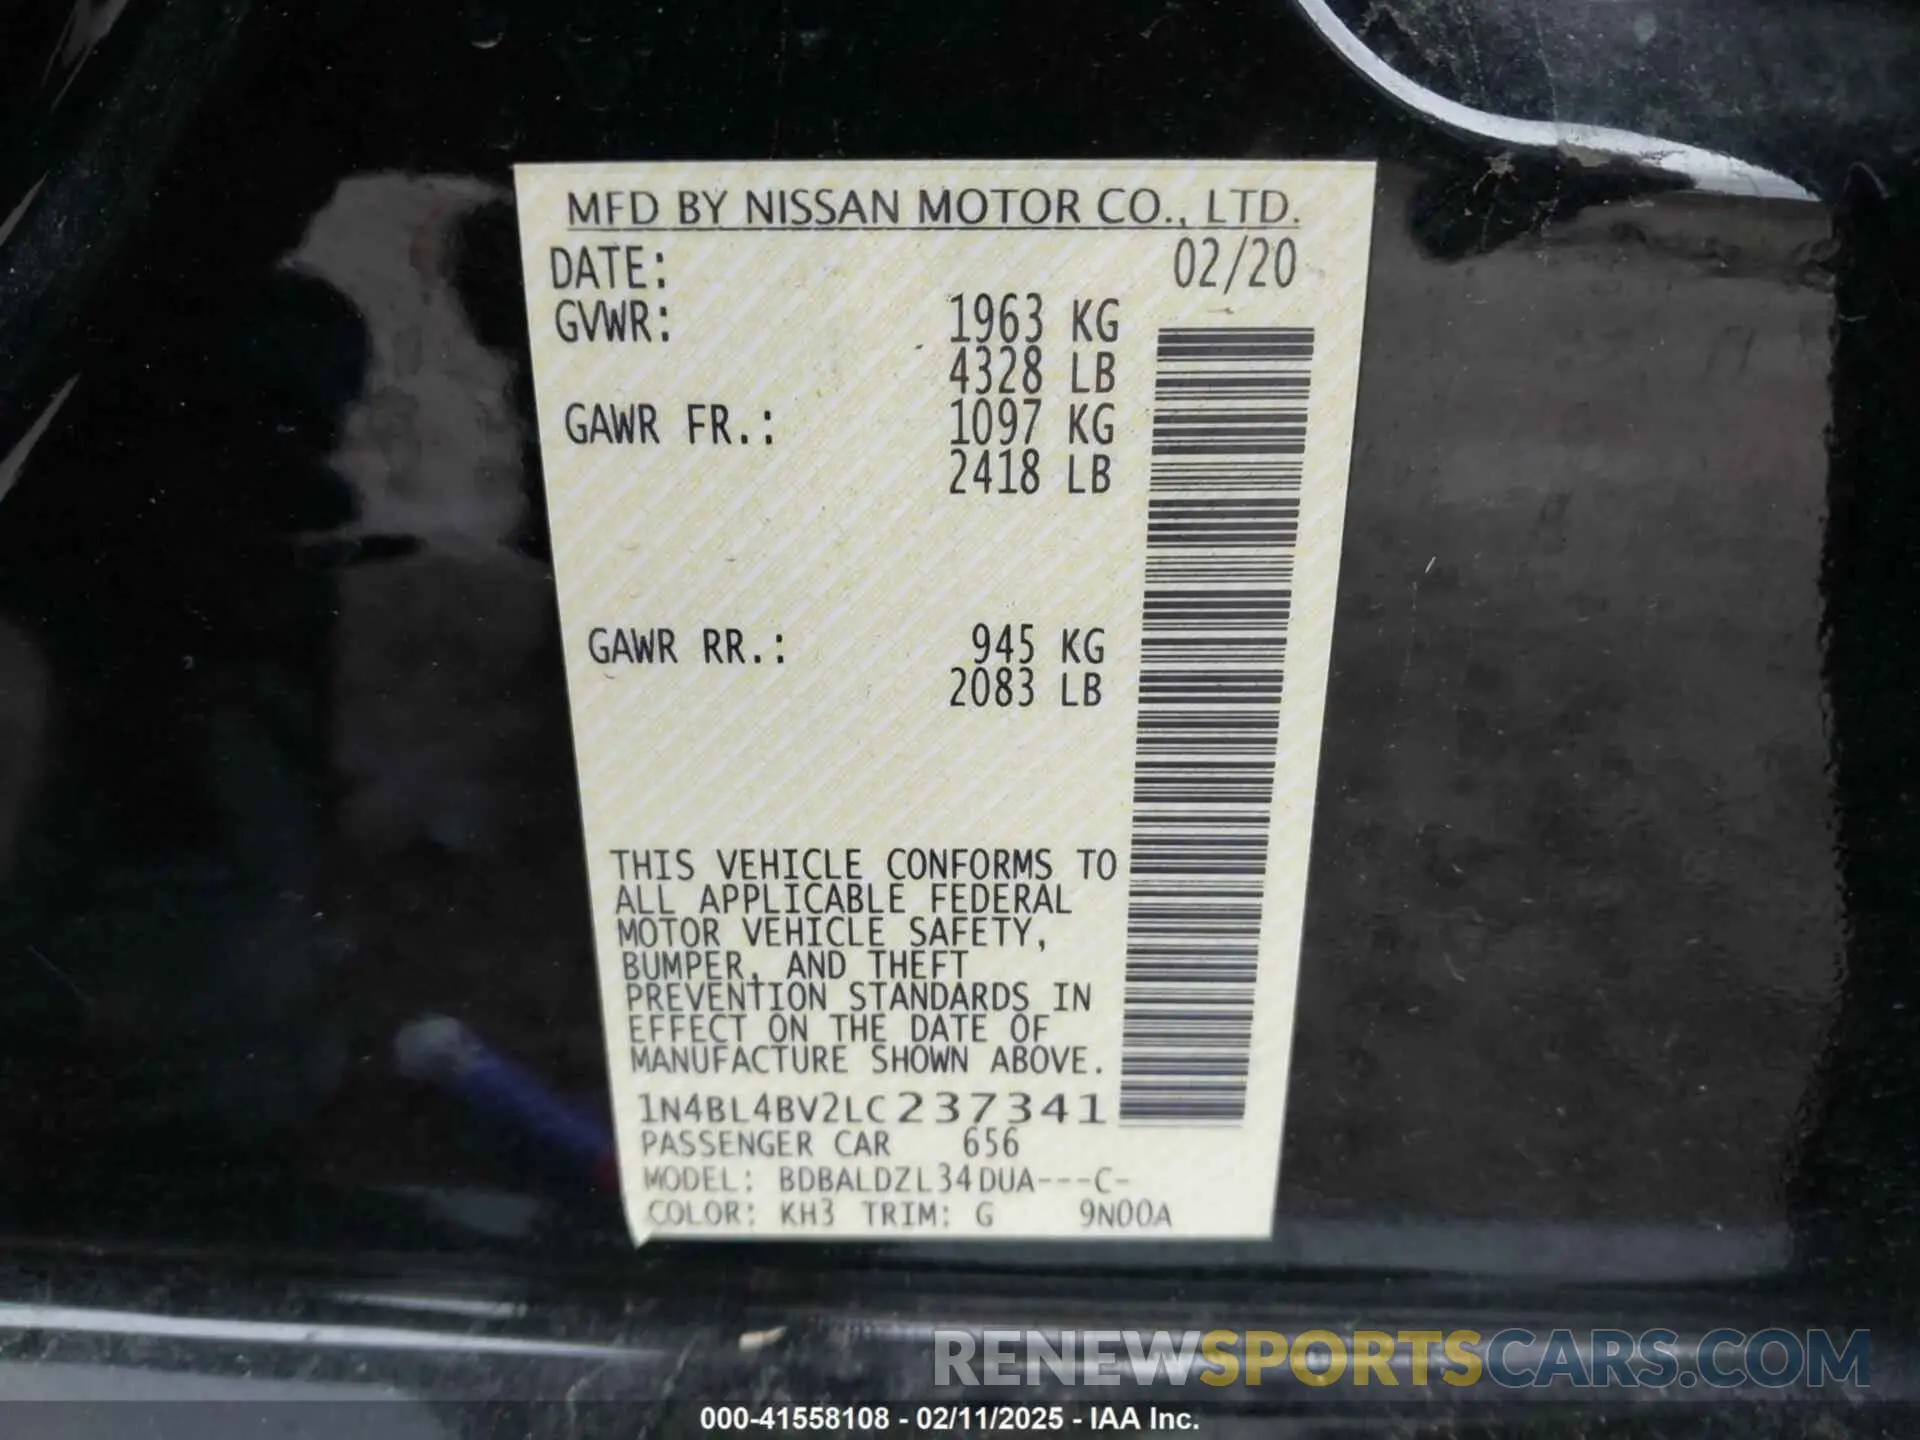 MFD BY NISSAN MOTOR CO., LTD.
DATE: 02/20
GVWR: 1963 KG
4328 LB
GAWR FR.: 1097 KG
2418 LB
GAWR RR.: 945 KG
2083 LB
THIS VEHICLE CONFORMS TO
ALL APPLICABLE FEDERAL
MOTOR VEHICLE SAFETY,
BUMPER, AND THEFT
PREVENTION STANDARDS IN
EFFECT ON THE DATE OF
MANUFACTURE SHOWN ABOVE.
1N4BL4BV2LC237341
PASSENGER CAR 656
MODEL: BDBALDZL34DUA---C-
COLOR: KH3 TRIM: G 9N00A
RENEWSPORTSCARS.COM
000-41558108 - 02/11/2025 - IAA Inc.